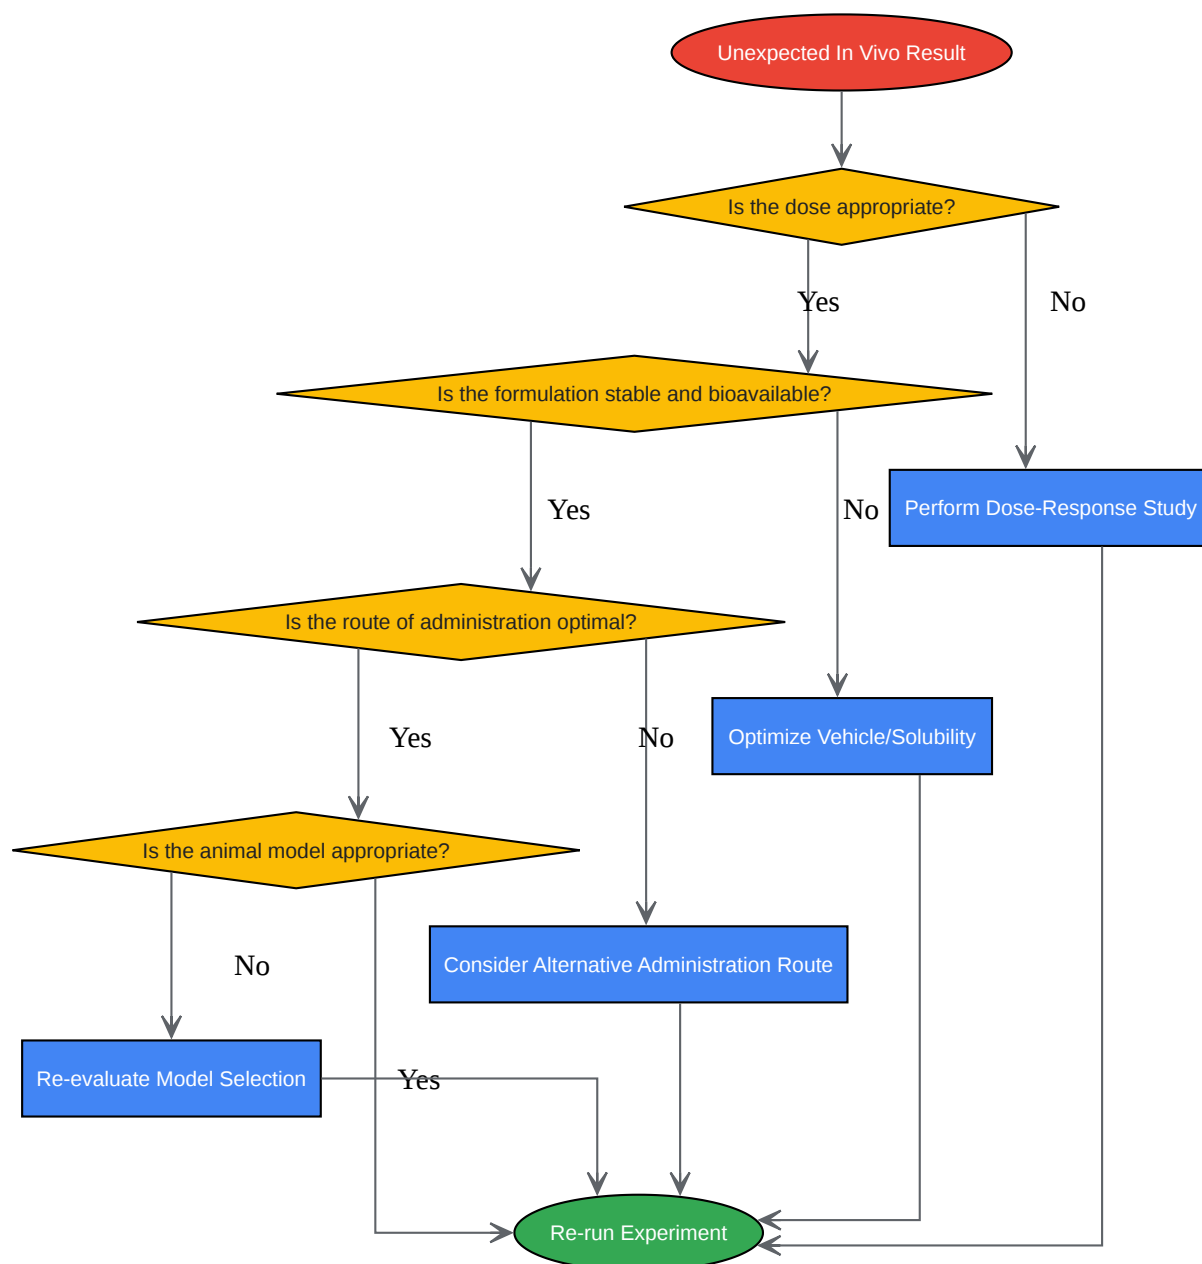 Unexpected In Vivo Result
Is the dose appropriate?
Yes
No
Is the formulation stable and bioavailable?
Yes
No
Perform Dose-Response Study
Is the route of administration optimal?
Yes
No
Optimize Vehicle/Solubility
Is the animal model appropriate?
No
Consider Alternative Administration Route
Re-evaluate Model Selection
Yes
Re-run Experiment